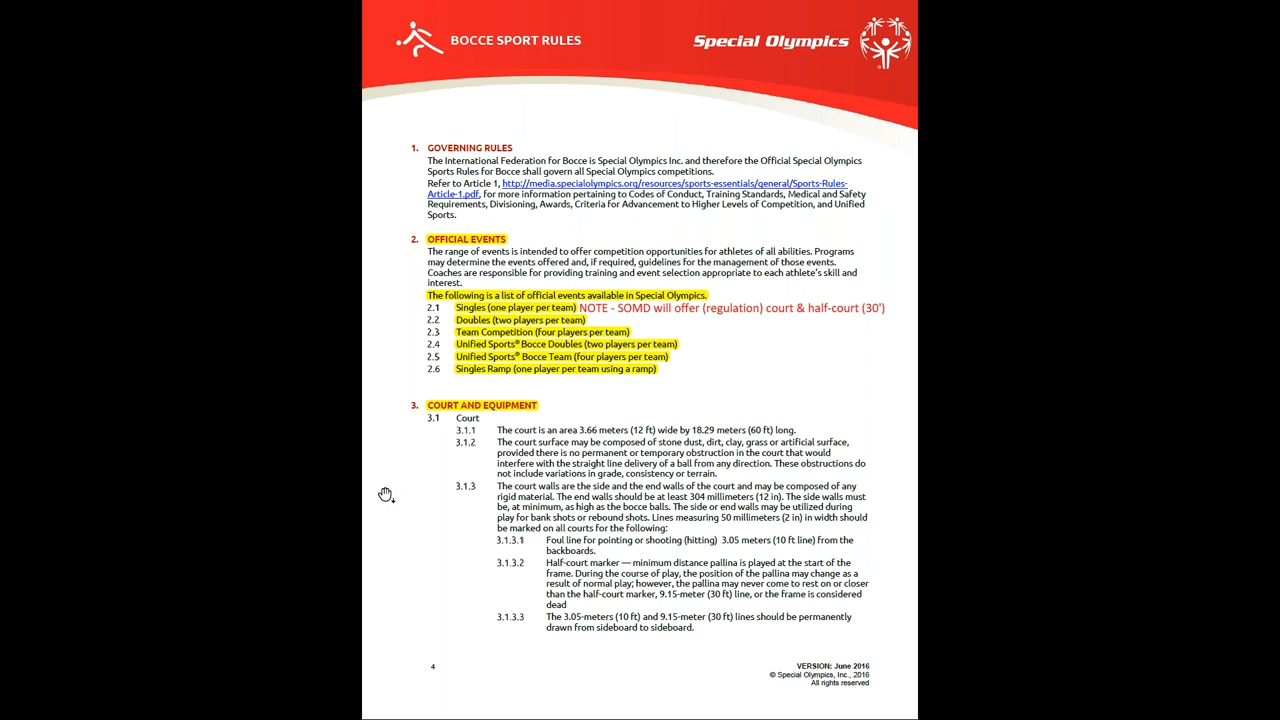 BOCCE SPORT RULES
Special Olympics
1. GOVERNING RULES
The International Federation for Bocce is Special Olympics Inc. and therefore the Official Special Olympics
Sports Rules for Bocce shall govern all Special Olympics competitions.
Refer to Article 1, http://media.specialolympics.org/resources/sports-essentials/general/Sports-Rules-
Article-1.pdf, for more information pertaining to Codes of Conduct, Training Standards, Medical and Safety
Requirements, Divisioning, Awards, Criteria for Advancement to Higher Levels of Competition, and Unified
Sports.
2. OFFICIAL EVENTS
The range of events is intended to offer competition opportunities for athletes of all abilities. Programs
may determine the events offered and, if required, guidelines for the management of those events.
Coaches are responsible for providing training and event selection appropriate to each athlete's skill and
interest.
The following is a list of official events available in Special Olympics.
2.1 Singles (one player per team) NOTE - SOMD will offer (regulation) court & half-court (30')
2.2 Doubles (two players per team)
2.3 Team Competition (four players per team)
2.4 Unified Sports® Bocce Doubles (two players per team)
2.5 Unified Sports® Bocce Team (four players per team)
2.6 Singles Ramp (one player per team using a ramp)
3. COURT AND EQUIPMENT
3.1 Court
3.1.1 The court is an area 3.66 meters (12 ft) wide by 18.29 meters (60 ft) long.
3.1.2 The court surface may be composed of stone dust, dirt, clay, grass or artificial surface,
provided there is no permanent or temporary obstruction in the court that would
interfere with the straight line delivery of a ball from any direction. These obstructions do
not include variations in grade, consistency or terrain.
3.1.3 The court walls are the side and the end walls of the court and may be composed of any
rigid material. The end walls should be at least 304 millimeters (12 in). The side walls must
be, at minimum, as high as the bocce balls. The side or end walls may be utilized during
play for bank shots or rebound shots. Lines measuring 50 millimeters (2 in) in width should
be marked on all courts for the following:
3.1.3.1 Foul line for pointing or shooting (hitting) 3.05 meters (10 ft line) from the
backboards.
3.1.3.2 Half-court marker — minimum distance pallina is played at the start of the
frame. During the course of play, the position of the pallina may change as a
result of normal play; however, the pallina may never come to rest on or closer
than the half-court marker, 9.15-meter (30 ft) line, or the frame is considered
dead
3.1.3.3 The 3.05-meters (10 ft) and 9.15-meter (30 ft) lines should be permanently
drawn from sideboard to sideboard.
4
VERSION: June 2016
© Special Olympics, Inc., 2016
All rights reserved